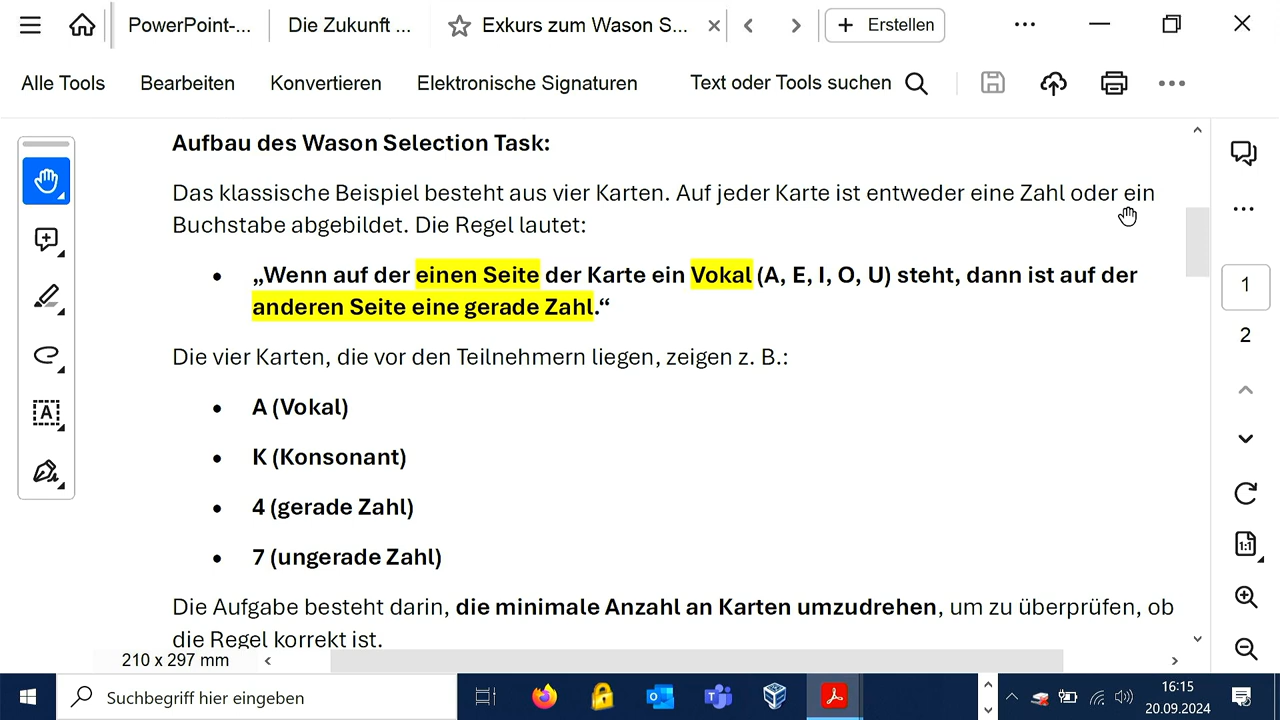 PowerPoint-...
Die Zukunft ...
Exkurs zum Wason S...
Erstellen
Alle Tools
Bearbeiten
Konvertieren
Elektronische Signaturen
Text oder Tools suchen
Aufbau des Wason Selection Task:
Das klassische Beispiel besteht aus vier Karten. Auf jeder Karte ist entweder eine Zahl oder ein
Buchstabe abgebildet. Die Regel lautet:
• „Wenn auf der einen Seite der Karte ein Vokal (A, E, I, O, U) steht, dann ist auf der
anderen Seite eine gerade Zahl.“
Die vier Karten, die vor den Teilnehmern liegen, zeigen z. B.:
• A (Vokal)
• K (Konsonant)
• 4 (gerade Zahl)
• 7 (ungerade Zahl)
Die Aufgabe besteht darin, die minimale Anzahl an Karten umzudrehen, um zu überprüfen, ob
die Regel korrekt ist.
210 x 297 mm
A
1
2
1:1
Suchbegriff hier eingeben
16:15
20.09.2024